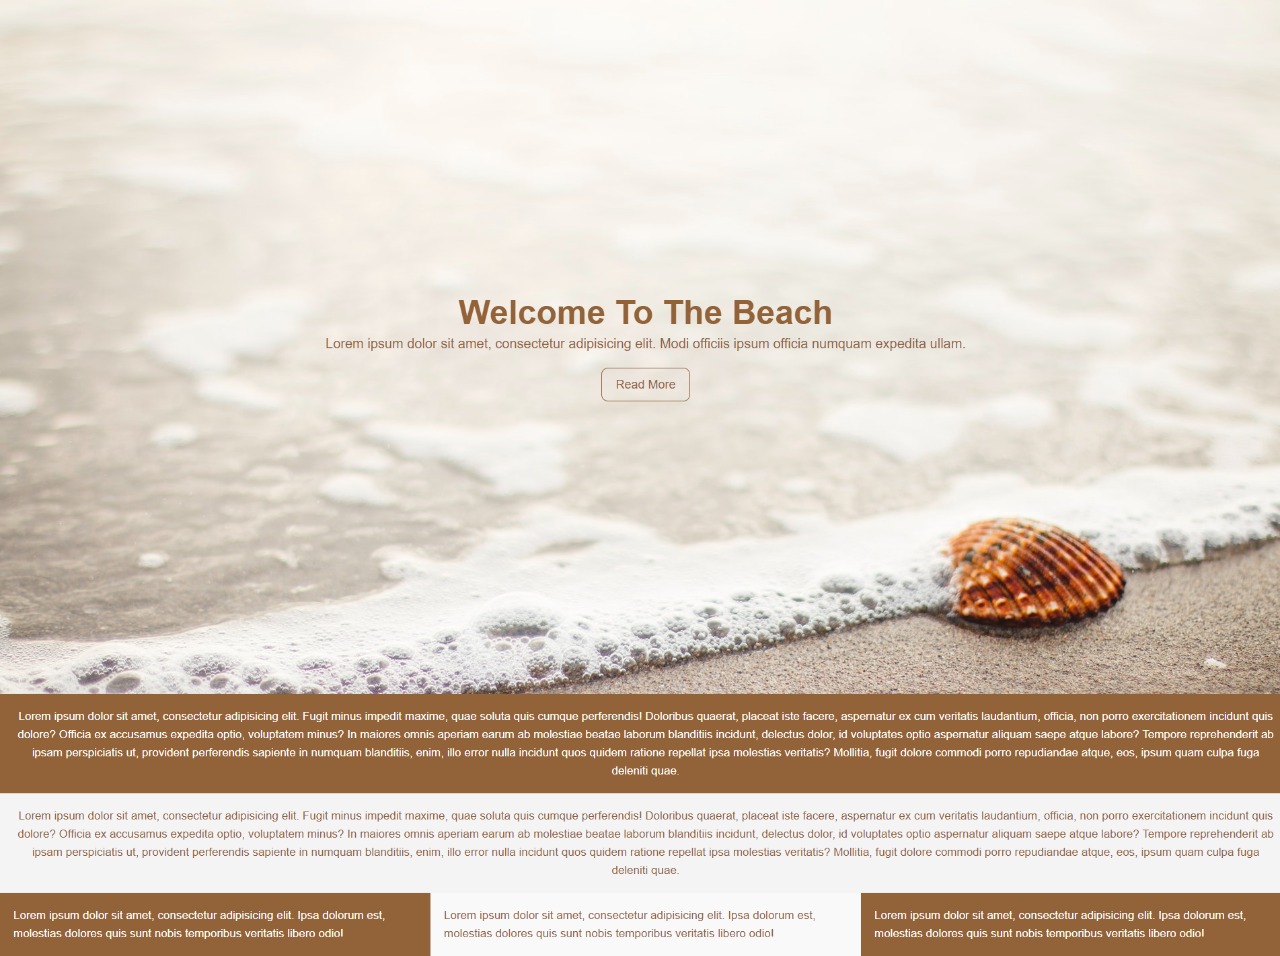 Welcome To The Beach
Lorem ipsum dolor sit amet, consectetur adipisicing elit. Modi officiis ipsum officia numquam expedita ullam.
Read More
Lorem ipsum dolor sit amet, consectetur adipisicing elit. Fugit minus impedit maxime, quae soluta quis cumque perferendis! Doloribus quaerat, placeat iste facere, aspernatur ex cum veritatis laudantium, officia, non porro exercitationem incidunt quis
dolore? Officia ex accusamus expedita optio, voluptatem minus? In maiores omnis aperiam earum ab molestiae beatae laborum blanditiis incidunt, delectus dolor, id voluptates optio aspernatur aliquam saepe atque labore? Tempore reprehenderit ab
ipsam perspiciatis ut, provident perferendis sapiente in numquam blanditiis, enim, illo error nulla incidunt quos quidem ratione repellat ipsa molestias veritatis? Mollitia, fugit dolore commodi porro repudiandae atque, eos, ipsum quam culpa fuga
deleniti quae.
Lorem ipsum dolor sit amet, consectetur adipisicing elit. Fugit minus impedit maxime, quae soluta quis cumque perferendis! Doloribus quaerat, placeat iste facere, aspernatur ex cum veritatis laudantium, officia, non porro exercitationem incidunt quis
dolore? Officia ex accusamus expedita optio, voluptatem minus? In maiores omnis aperiam earum ab molestiae beatae laborum blanditiis incidunt, delectus dolor, id voluptates optio aspernatur aliquam saepe atque labore? Tempore reprehenderit ab
ipsam perspiciatis ut, provident perferendis sapiente in numquam blanditiis, enim, illo error nulla incidunt quos quidem ratione repellat ipsa molestias veritatis? Mollitia, fugit dolore commodi porro repudiandae atque, eos, ipsum quam culpa fuga
deleniti quae.
Lorem ipsum dolor sit amet, consectetur adipisicing elit. Ipsa dolorum est,
molestias dolores quis sunt nobis temporibus veritatis libero odio!
Lorem ipsum dolor sit amet, consectetur adipisicing elit. Ipsa dolorum est,
molestias dolores quis sunt nobis temporibus veritatis libero odio!
Lorem ipsum dolor sit amet, consectetur adipisicing elit. Ipsa dolorum est,
molestias dolores quis sunt nobis temporibus veritatis libero odio!